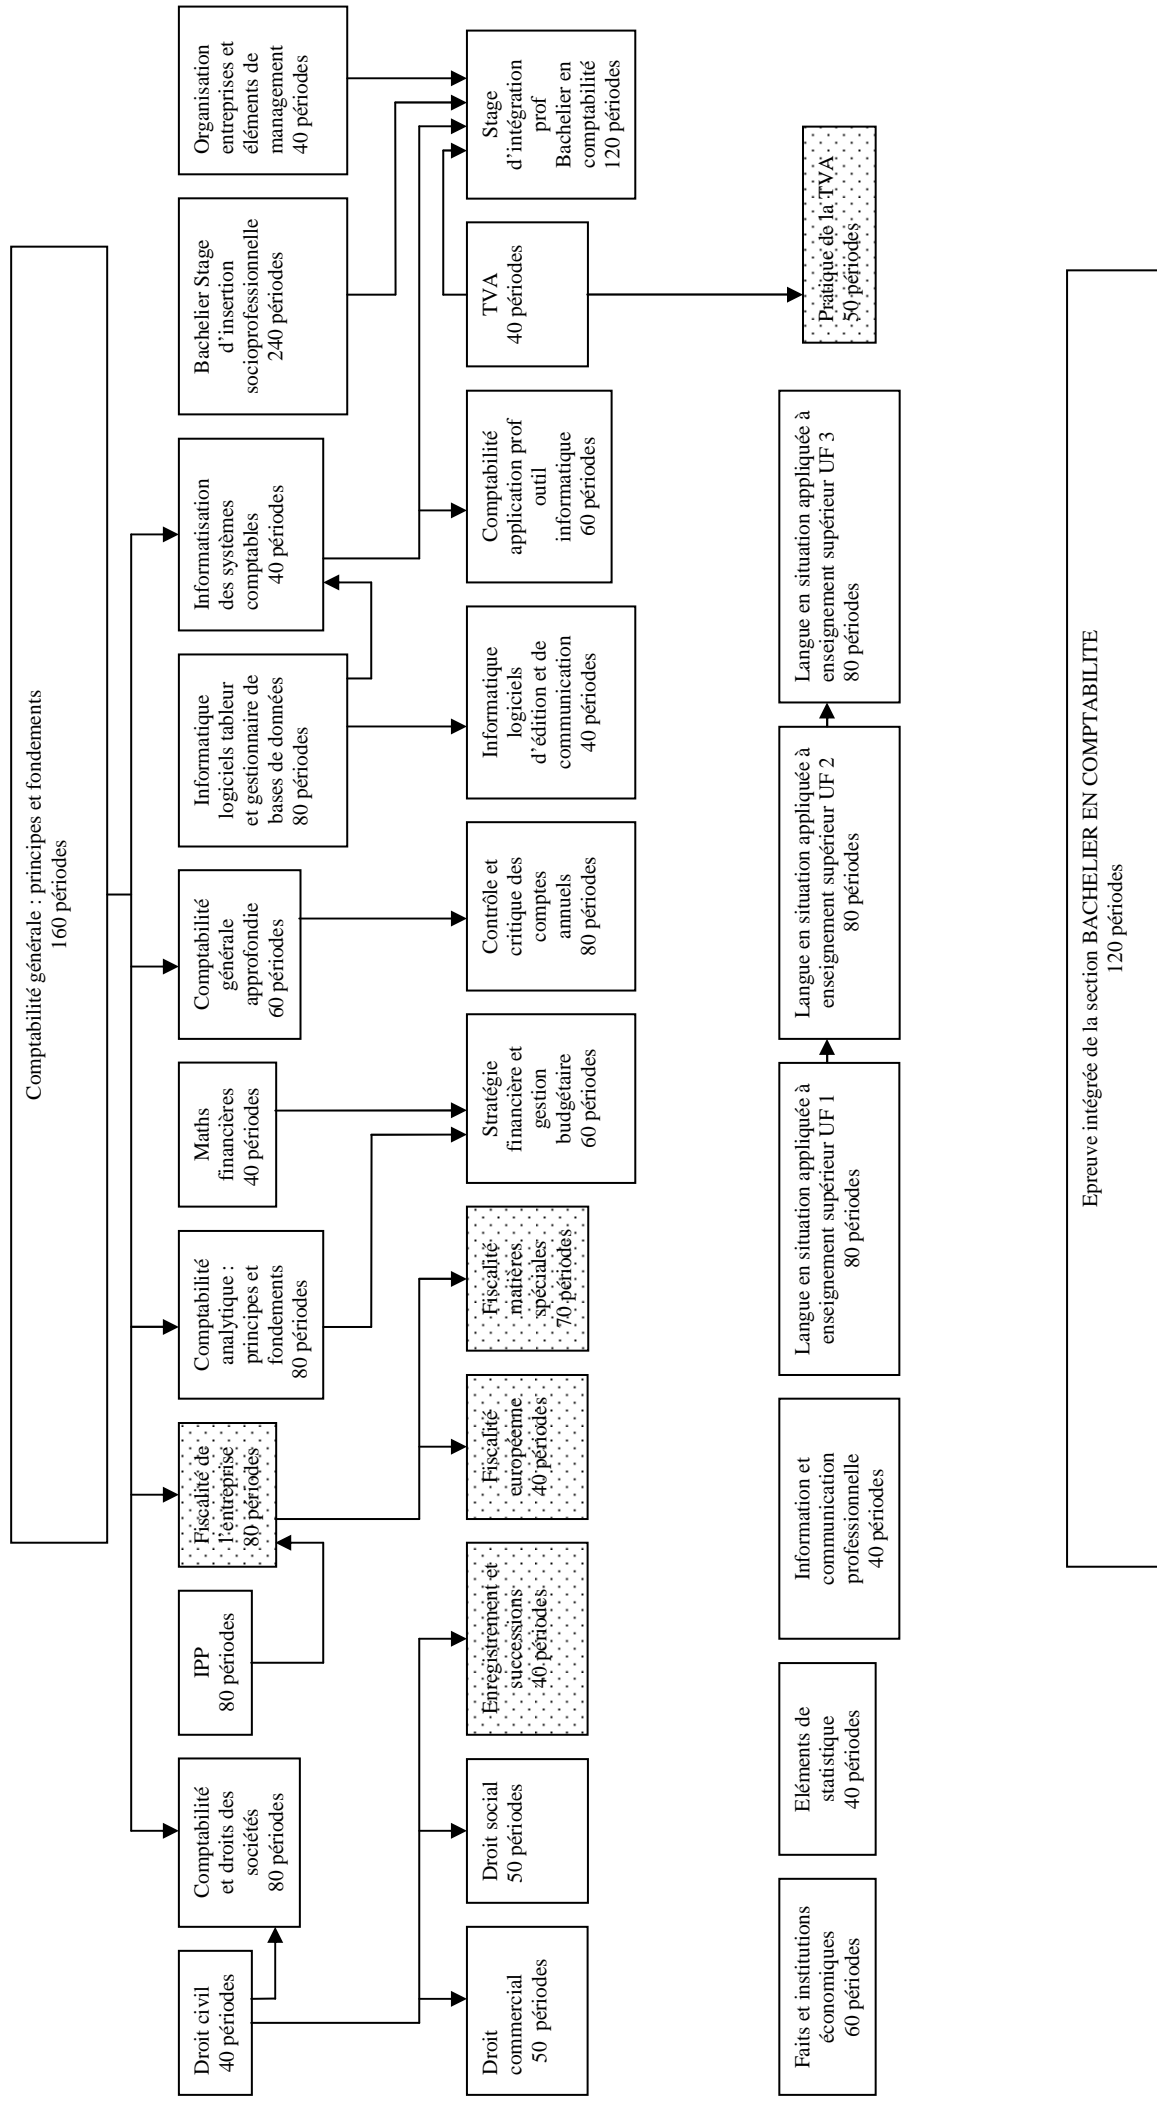 Comptabilité générale : principes et fondements
160 périodes
Droit civil
40 périodes
Comptabilité
et droits des
sociétés
80 périodes
IPP
80 périodes
Fiscalité de
l'entreprise
80 périodes
Comptabilité
analytique :
principes et
fondements
80 périodes
Maths
financières
40 périodes
Comptabilité
générale
approfondie
60 périodes
Informatique
logiciels tableur
et gestionnaire de
bases de données
80 périodes
Informatisation
des systèmes
comptables
40 périodes
Bachelier Stage
d'insertion
socioprofessionnelle
240 périodes
Organisation
entreprises et
éléments de
management
40 périodes
Droit
commercial
50 périodes
Droit social
50 périodes
Enregistrement et
successions
40 périodes
Fiscalité
européenne
40 périodes
Fiscalité
matières
spéciales
70 périodes
Stratégie
financière et
gestion
budgétaire
60 périodes
Contrôle et
critique des
comptes
annuels
80 périodes
Informatique
logiciels
d'édition et de
communication
40 périodes
Comptabilité
application prof
outil
informatique
60 périodes
TVA
40 périodes
Stage
d'intégration
prof
Bachelier en
comptabilité
120 périodes
Faits et institutions
économiques
60 périodes
Eléments de
statistique
40 périodes
Information et
communication
professionnelle
40 périodes
Langue en situation appliquée à
enseignement supérieur UF 1
80 périodes
Langue en situation appliquée à
enseignement supérieur UF 2
80 périodes
Langue en situation appliquée à
enseignement supérieur UF 3
80 périodes
Pratique de la TVA
50 périodes
Epreuve intégrée de la section BACHELIER EN COMPTABILITE
120 périodes